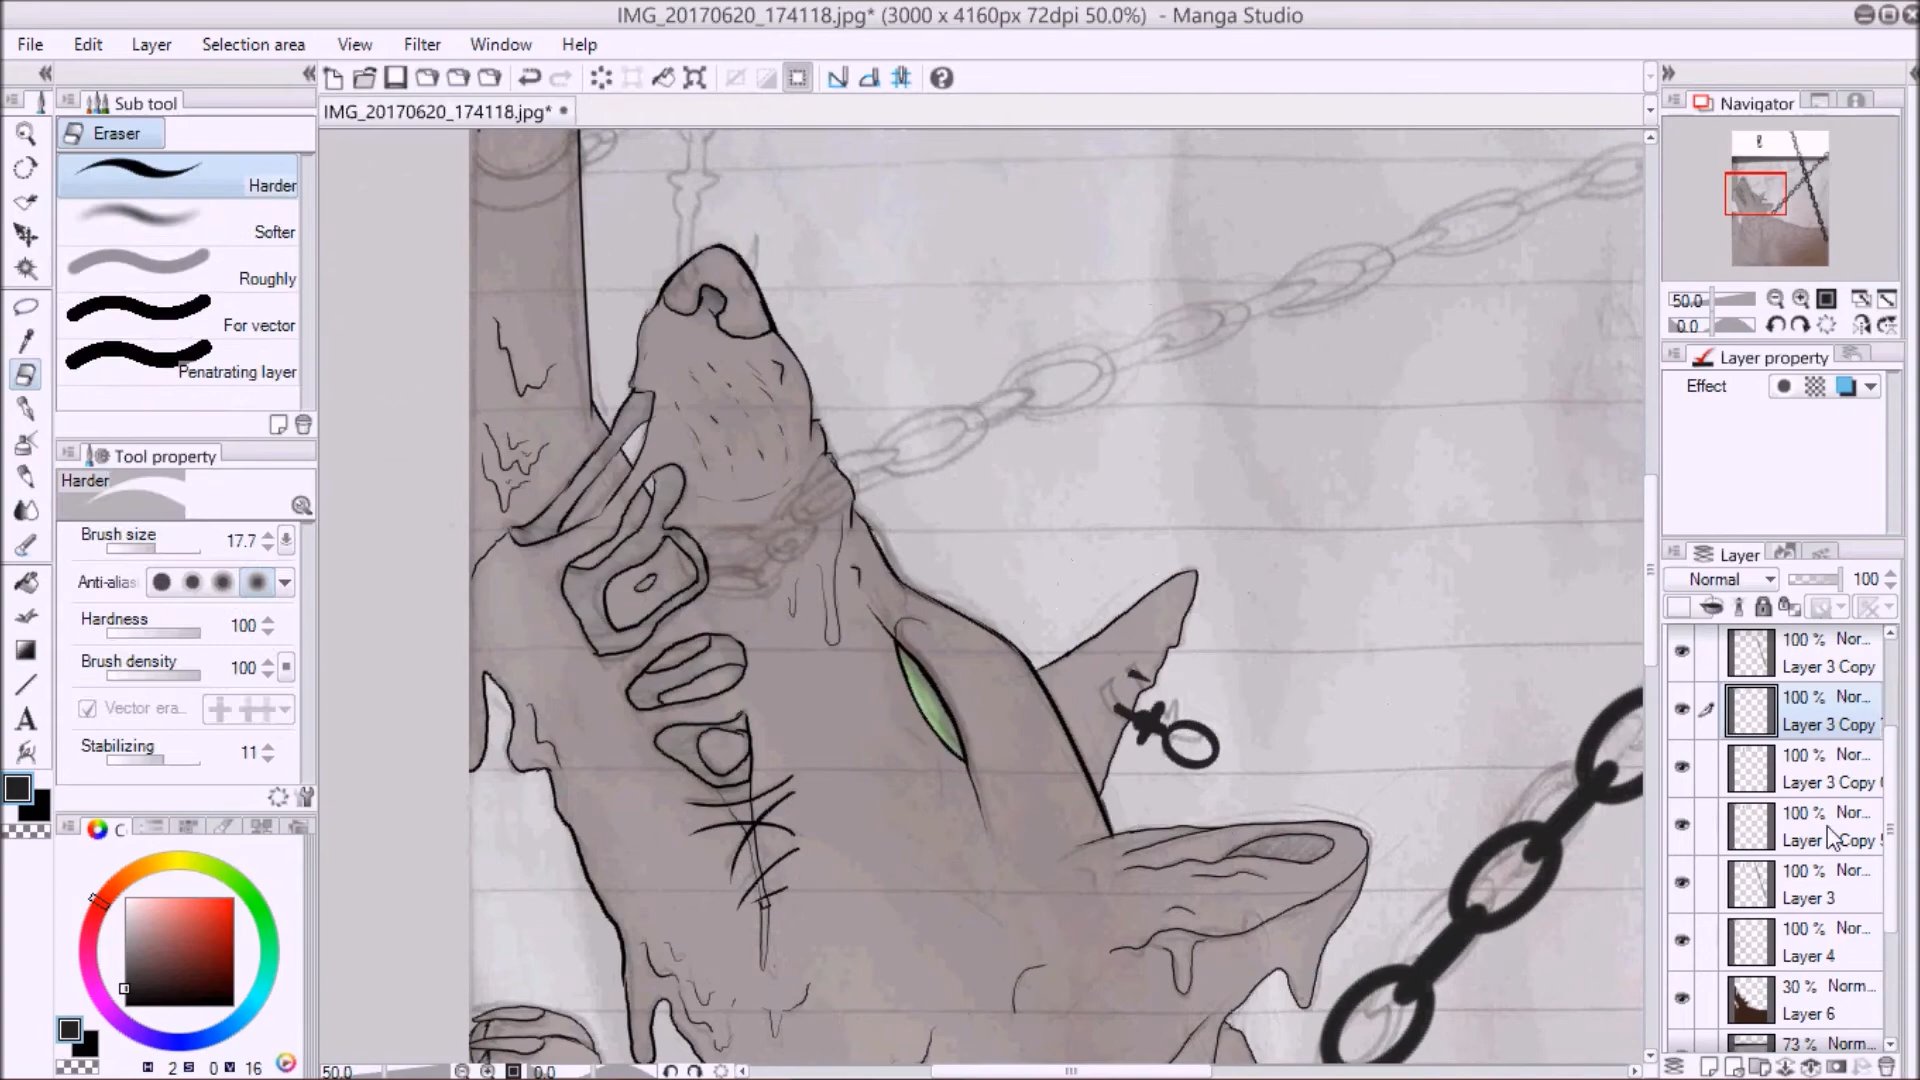 IMG_20170620_174118.jpg* (3000 x 4160px 72dpi 50.0%) - Manga Studio
File Edit Layer Selection area View Filter Window Help
IMG_20170620_174118.jpg*
Sub tool
Eraser
Harder
Softer
Roughly
For vector
Penatrating layer
Tool property
Harder
Brush size 17.7
Anti-alias
Hardness 100
Brush density 100
Vector era...
Stabilizing 11
C
H 2 S 0 V 16
50.0 0.0
Navigator
50.0
0.0
Layer property
Effect
Layer
Normal 100
100 % Nor...
Layer 3 Copy
100 % Nor...
Layer 3 Copy
100 % Nor...
Layer 3 Copy
100 % Nor...
Layer Copy
100 % Nor...
Layer 3
100 % Nor...
Layer 4
30 % Norm...
Layer 6
73 % Norm...